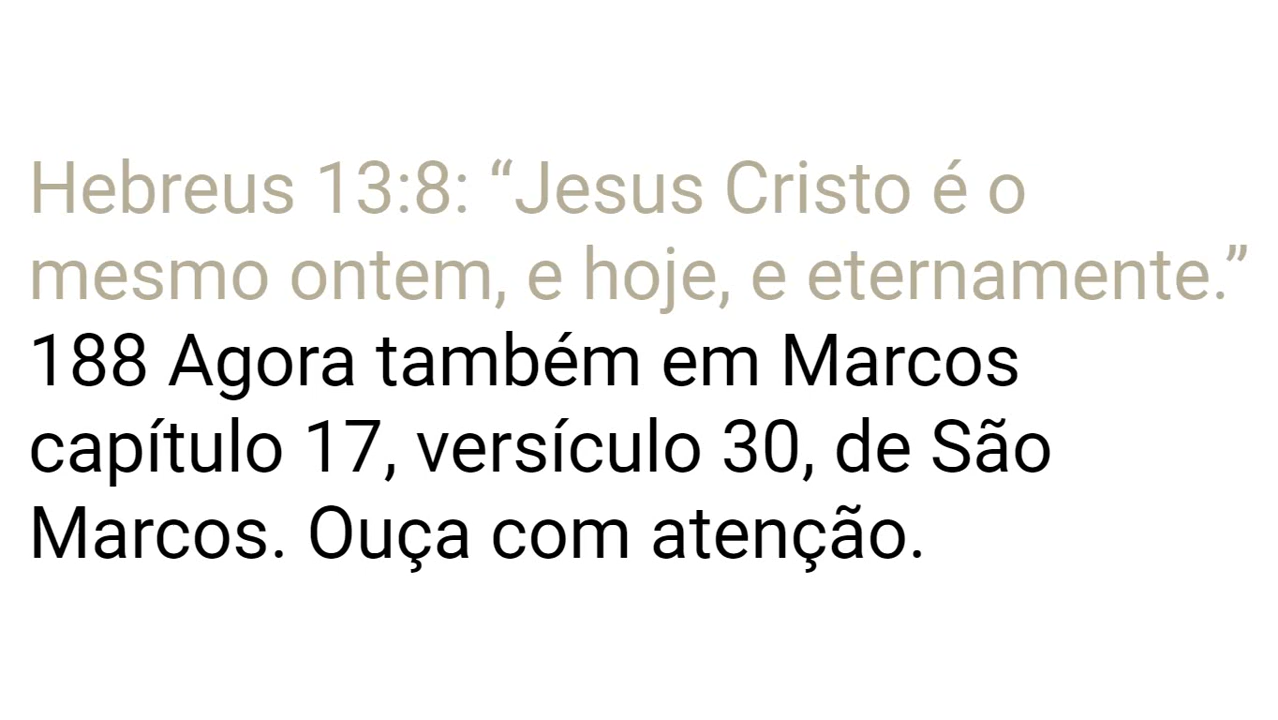 Hebreus 13:8: “Jesus Cristo é o
mesmo ontem, e hoje, e eternamente.”
188 Agora também em Marcos
capítulo 17, versículo 30, de São
Marcos. Ouça com atenção.